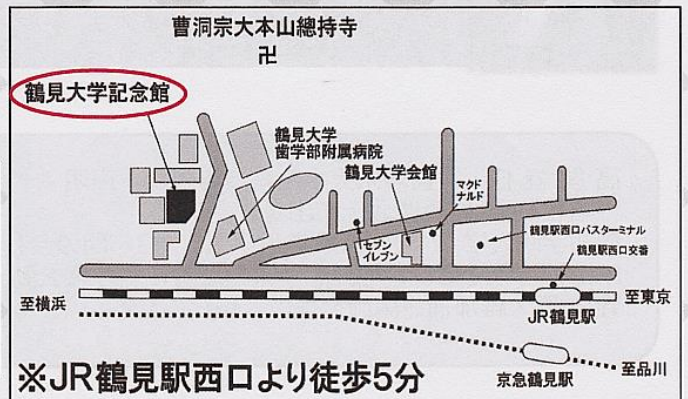 曹洞宗大本山總持寺
卍
鶴見大学記念館
鶴見大学
歯学部附属病院
鶴見大学会館
マクド
ナルド
セブン
イレブン
鶴見駅西口バスターミナル
鶴見駅西口交番
至横浜
至東京
JR鶴見駅
至品川
京急鶴見駅
※JR鶴見駅西口より徒歩5分